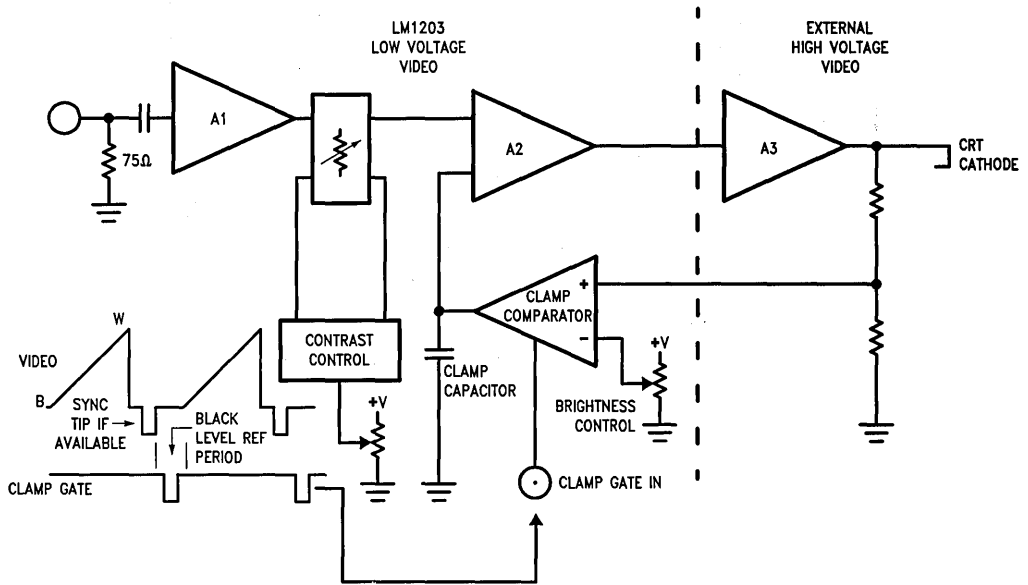 LM1203
LOW VOLTAGE
VIDEO
EXTERNAL
HIGH VOLTAGE
VIDEO
A1
75Ω
A2
A3
CRT
CATHODE
CLAMP
COMPARATOR
+
−
CONTRAST
CONTROL
CLAMP
CAPACITOR
+V
BRIGHTNESS
CONTROL
+V
W
VIDEO
B
SYNC
TIP IF
AVAILABLE
BLACK
LEVEL REF
PERIOD
CLAMP GATE
CLAMP GATE IN